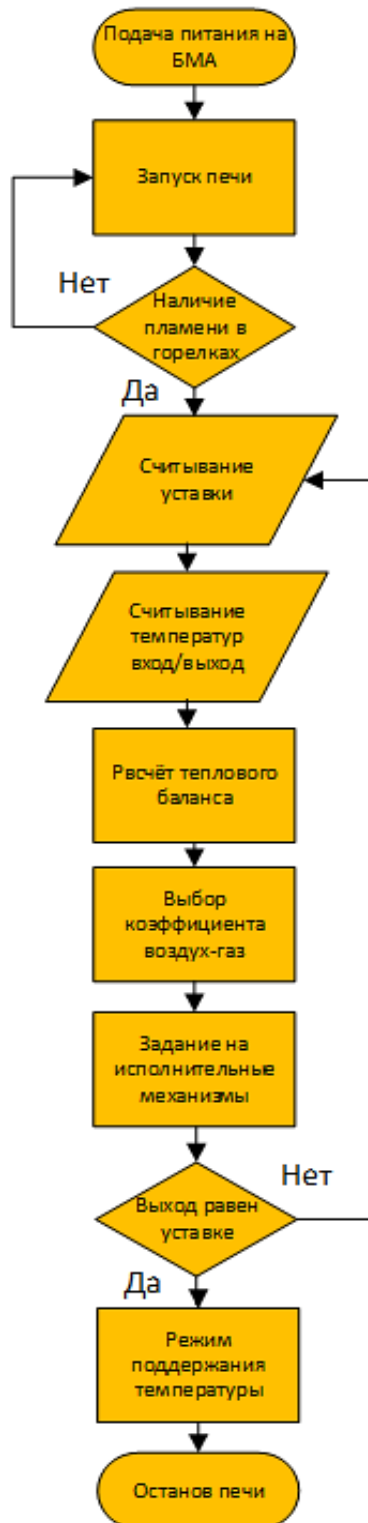 Подача питания на
БМА
Запуск печи
Нет
Наличие
пламени в
горелках
Да
Считывание
уставки
Считывание
температур
вход/выход
Рвсчёт теплового
баланса
Выбор
коэффициента
воздух-газ
Задание на
исполнительные
механизмы
Нет
Выход равен
уставке
Да
Режим
поддержания
температуры
Останов печи